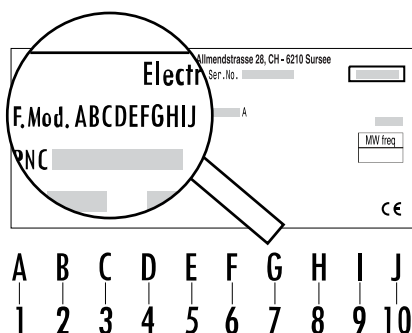 Allmendstrasse 28, CH - 6210 Sursee
Electr Ser.No.
F.Mod. ABCDEFGHIJ A
PNC
MW freq
CE
A B C D E F G H I J
1 2 3 4 5 6 7 8 9 10